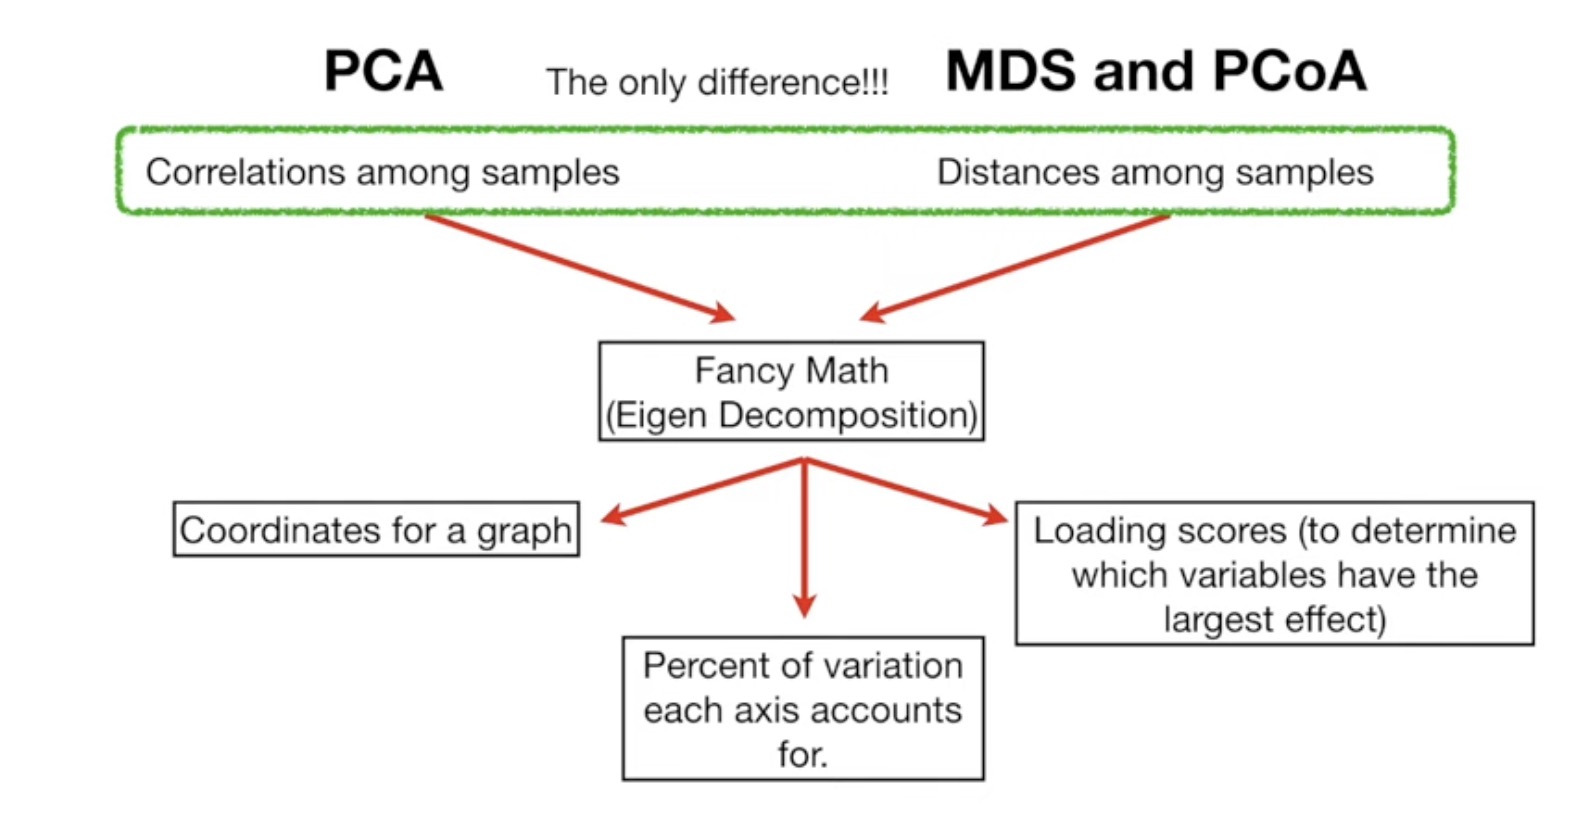 PCA
The only difference!!!
MDS and PCoA
Correlations among samples
Distances among samples
Fancy Math
(Eigen Decomposition)
Coordinates for a graph
Loading scores (to determine
which variables have the
largest effect)
Percent of variation
each axis accounts
for.